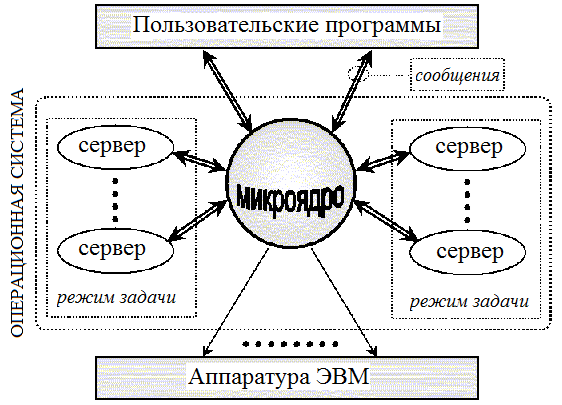 Пользовательские программы
сообщения
ОПЕРАЦИОННАЯ СИСТЕМА
сервер
сервер
режим задачи
микроядро
сервер
сервер
режим задачи
Аппаратура ЭВМ